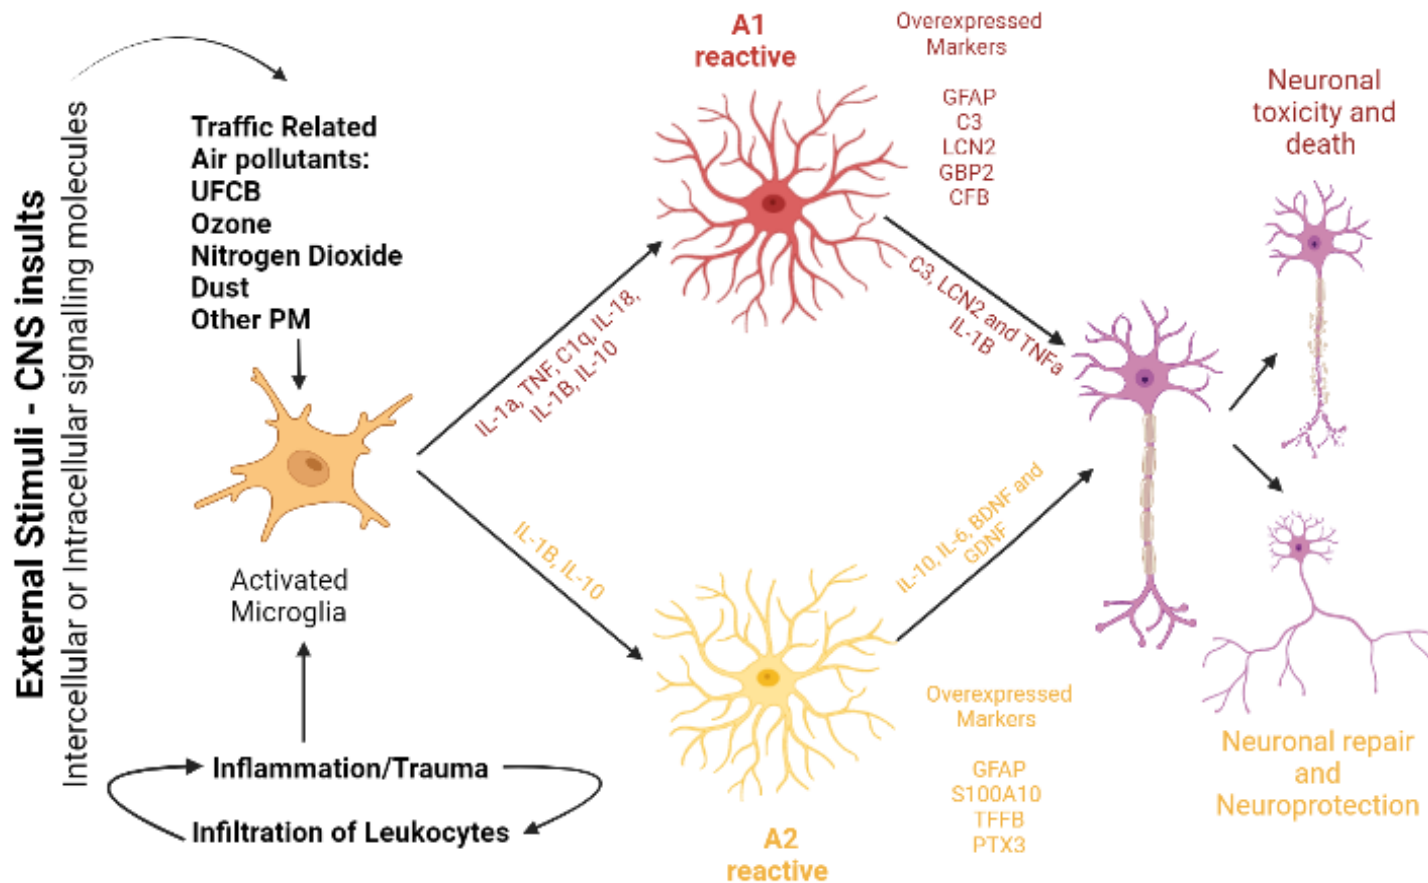 External Stimuli - CNS insults
Intercellular or Intracellular signalling molecules
Traffic Related
Air pollutants:
UFCB
Ozone
Nitrogen Dioxide
Dust
Other PM
Activated
Microglia
Inflammation/Trauma
Infiltration of Leukocytes
IL-1a, TNF, C1q, IL-18,
IL-1B, IL-10
IL-1B, IL-10
A1
reactive
Overexpressed
Markers
GFAP
C3
LCN2
GBP2
CFB
C3, LCN2 and TNFa
IL-1B
A2
reactive
Overexpressed
Markers
GFAP
S100A10
TFFB
PTX3
IL-10, IL-6, BDNF and
GDNF
Neuronal
toxicity and
death
Neuronal repair
and
Neuroprotection